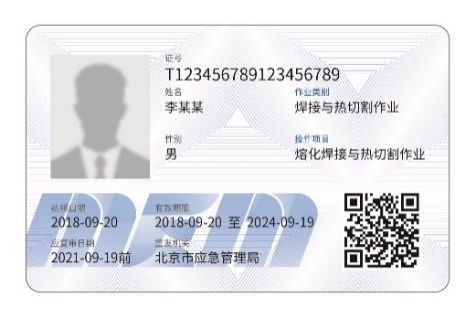 证号
T123456789123456789
姓名 作业类别
李某某 焊接与热切割作业
性别 操作项目
男 熔化焊接与热切割作业
初领日期 有效期限
2018-09-20 2018-09-20 至 2024-09-19
应复审日期 签发机关
2021-09-19前 北京市应急管理局